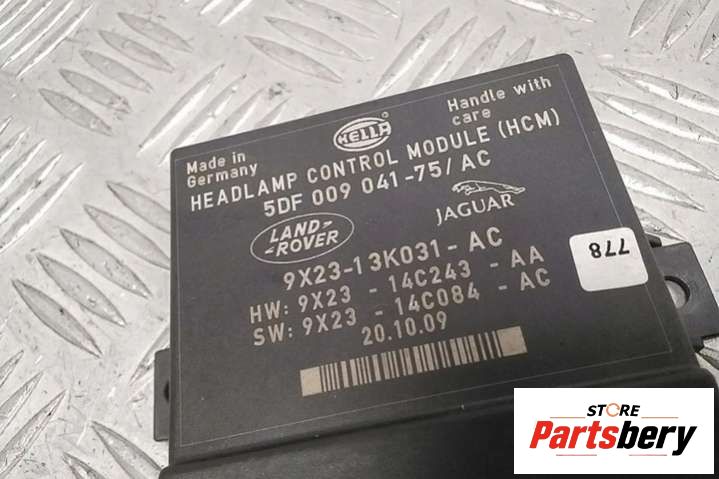 Made in
Germany
HELLA
Handle with
care
HEADLAMP CONTROL MODULE (HCM)
5DF 009 041-75/AC
LAND-
-ROVER
JAGUAR
9X23-13K031-AC
HW: 9X23 - 14C243 - AA
SW: 9X23 - 14C084 - AC
20.10.09
778
STORE
Partsbery